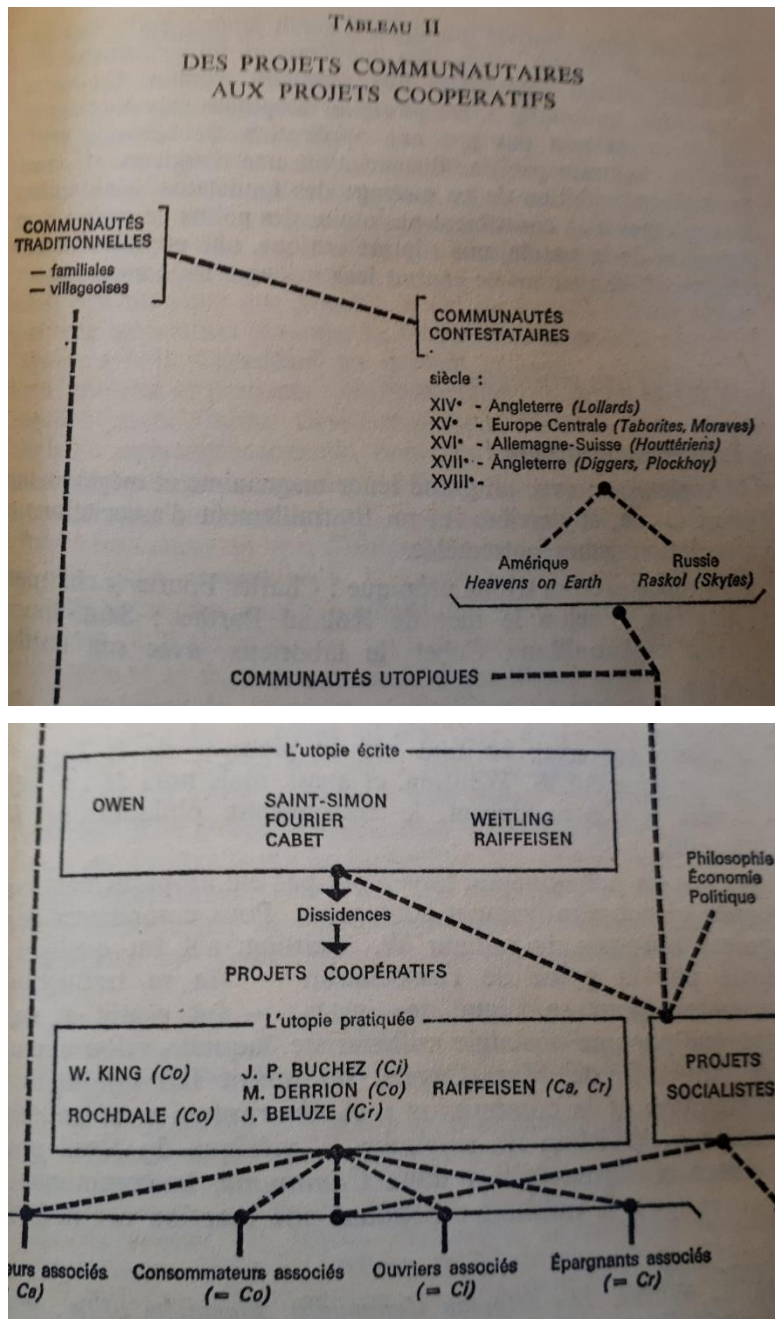 TABLEAU II
DES PROJETS COMMUNAUTAIRES
AUX PROJETS COOPERATIFS
COMMUNAUTÉS
TRADITIONNELLES
— familiales
— villageoises
COMMUNAUTÉS
CONTESTATAIRES
siècle :
XIVe - Angleterre (Lollards)
XVe - Europe Centrale (Taborites, Moraves)
XVIe - Allemagne-Suisse (Houttériens)
XVIIe - Angleterre (Diggers, Plockhoy)
XVIIIe -
Amérique
Heavens on Earth
Russie
Raskol (Skytes)
COMMUNAUTÉS UTOPIQUES
L'utopie écrite
OWEN
SAINT-SIMON
FOURIER
CABET
WEITLING
RAIFFEISEN
Philosophie
Économie
Politique
Dissidences
PROJETS COOPÉRATIFS
L'utopie pratiquée
W. KING (Co)
ROCHDALE (Co)
J. P. BUCHEZ (Ci)
M. DERRION (Co)
J. BELUZE (Cr)
RAIFFEISEN (Ca, Cr)
PROJETS
SOCIALISTES
eurs associés
Ca)
Consommateurs associés
(= Co)
Ouvriers associés
(= Ci)
Épargnants associés
(= Cr)